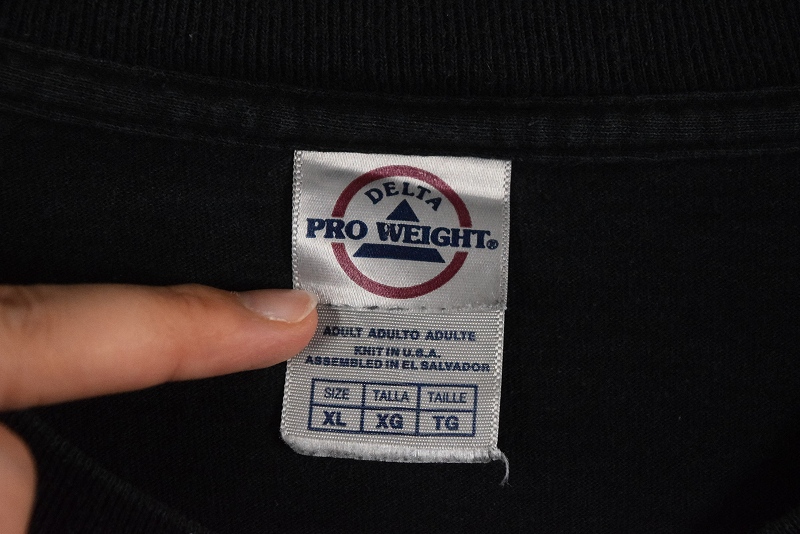 DELTA
PRO WEIGHT®
ADULT ADULTO ADULTE
KNIT IN U.S.A.
ASSEMBLED IN EL SALVADOR
SIZE TALLA TAILLE
XL XG TG